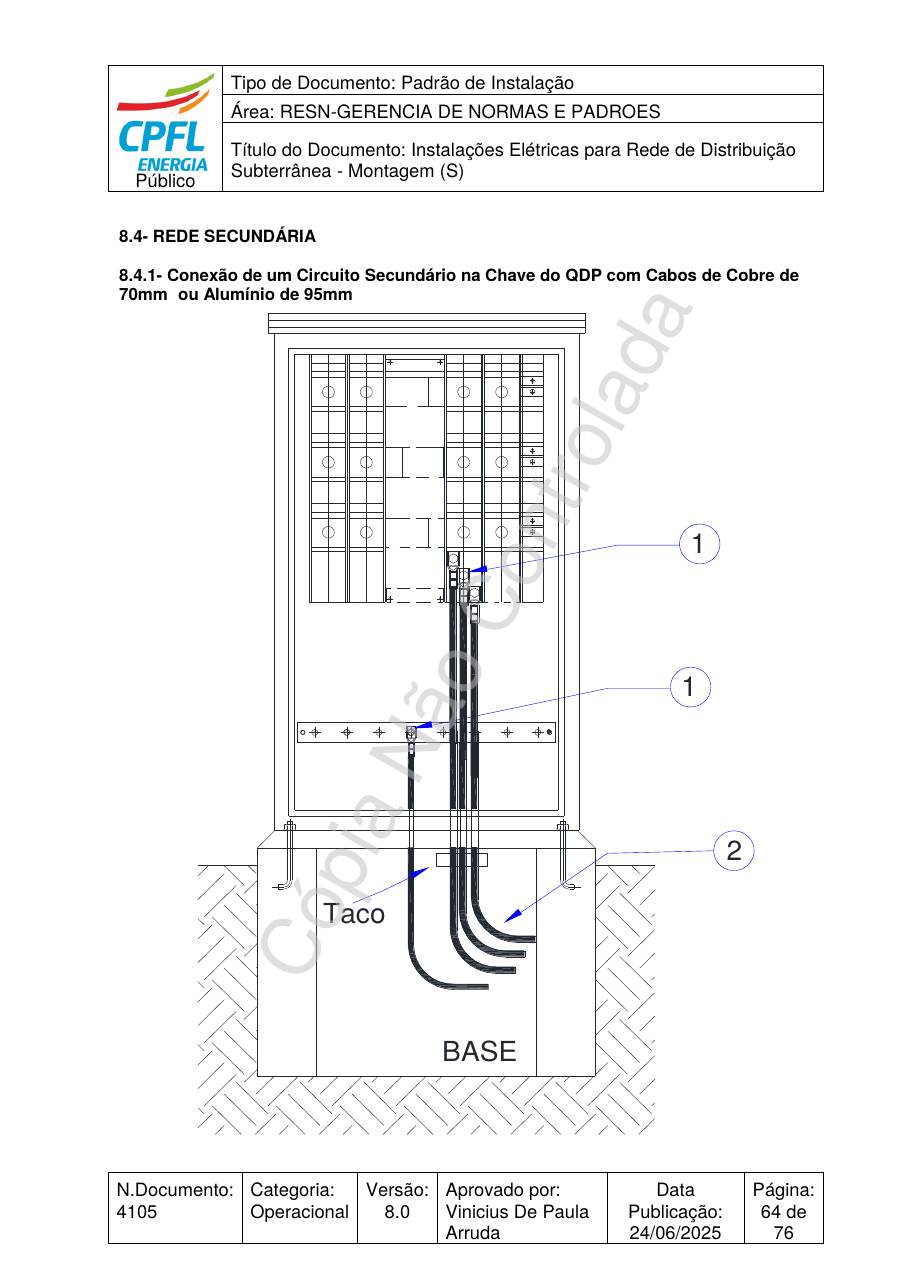 CPFL
ENERGIA
Público
Tipo de Documento: Padrão de Instalação
Área: RESN-GERENCIA DE NORMAS E PADROES
Título do Documento: Instalações Elétricas para Rede de Distribuição
Subterrânea - Montagem (S)
8.4- REDE SECUNDÁRIA
8.4.1- Conexão de um Circuito Secundário na Chave do QDP com Cabos de Cobre de
70mm ou Alumínio de 95mm
1
1
2
Taco
BASE
Cópia Não Controlada
N.Documento:
4105
Categoria:
Operacional
Versão:
8.0
Aprovado por:
Vinicius De Paula
Arruda
Data
Publicação:
24/06/2025
Página:
64 de
76